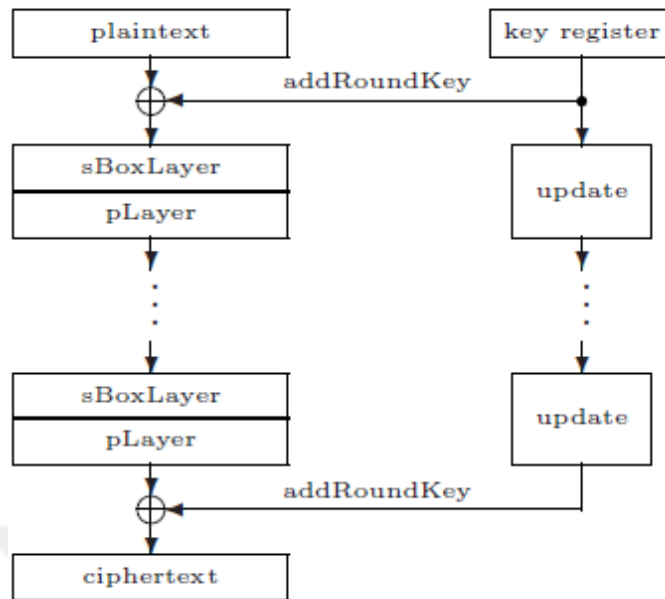 plaintext
key register
addRoundKey
sBoxLayer
pLayer
update
sBoxLayer
pLayer
update
addRoundKey
ciphertext